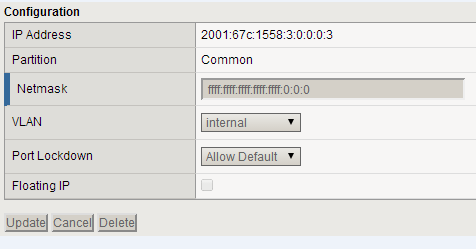 Configuration
IP Address 2001:67c:1558:3:0:0:0:3
Partition Common
Netmask ffff:ffff:ffff:ffff:ffff:0:0:0
VLAN internal
Port Lockdown Allow Default
Floating IP
Update Cancel Delete